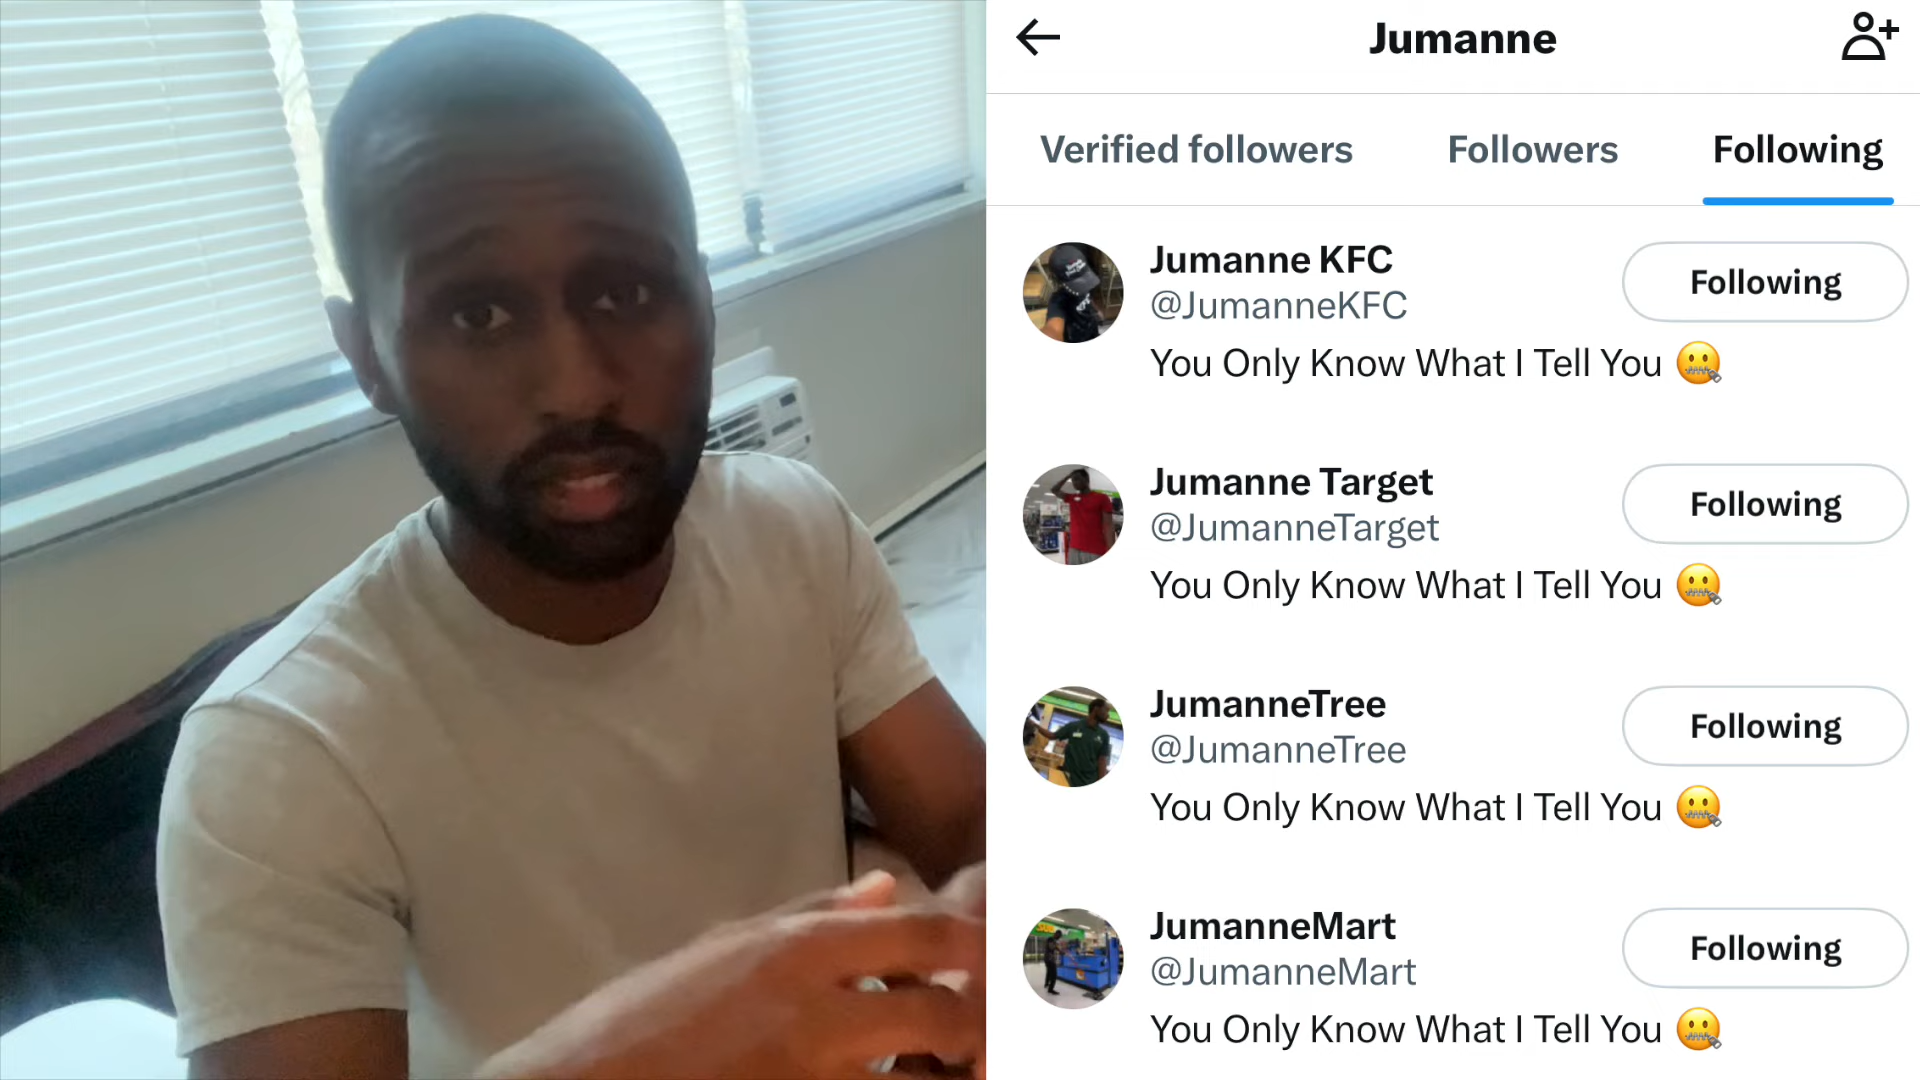 Jumanne
Verified followers Followers Following
Jumanne KFC
@JumanneKFC
Following
You Only Know What I Tell You 🤐
Jumanne Target
@JumanneTarget
Following
You Only Know What I Tell You 🤐
JumanneTree
@JumanneTree
Following
You Only Know What I Tell You 🤐
JumanneMart
@JumanneMart
Following
You Only Know What I Tell You 🤐